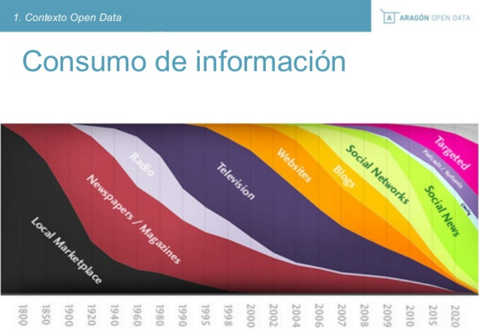 1. Contexto Open Data
ARAGÓN OPEN DATA
Consumo de información
Local Marketplace
Newspapers / Magazines
Radio
Television
Websites
Blogs
Social Networks
Social News
Targeted
Podcasts / Vodcasts
1800
1850
1900
1920
1940
1960
1980
1990
1995
1998
2000
2002
2004
2006
2007
2008
2009
2010
2015
2020